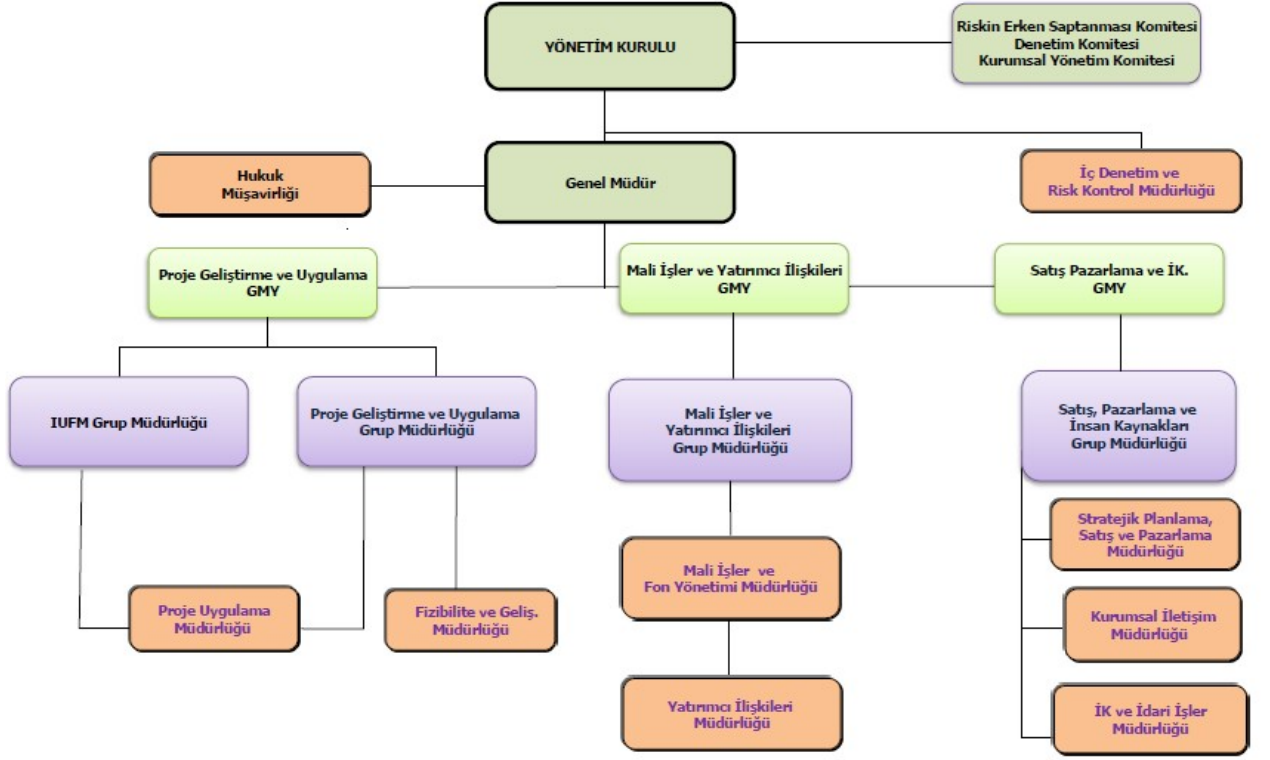 YÖNETİM KURULU
Riskin Erken Saptanması Komitesi
Denetim Komitesi
Kurumsal Yönetim Komitesi
Hukuk
Müşavirliği
Genel Müdür
İç Denetim ve
Risk Kontrol Müdürlüğü
Proje Geliştirme ve Uygulama
GMY
Mali İşler ve Yatırımcı İlişkileri
GMY
Satış Pazarlama ve İK.
GMY
IUFM Grup Müdürlüğü
Proje Geliştirme ve Uygulama
Grup Müdürlüğü
Mali İşler ve
Yatırımcı İlişkileri
Grup Müdürlüğü
Satış, Pazarlama ve
İnsan Kaynakları
Grup Müdürlüğü
Stratejik Planlama,
Satış ve Pazarlama
Müdürlüğü
Mali İşler ve
Fon Yönetimi Müdürlüğü
Proje Uygulama
Müdürlüğü
Fizibilite ve Geliş.
Müdürlüğü
Kurumsal İletişim
Müdürlüğü
Yatırımcı İlişkileri
Müdürlüğü
İK ve İdari İşler
Müdürlüğü